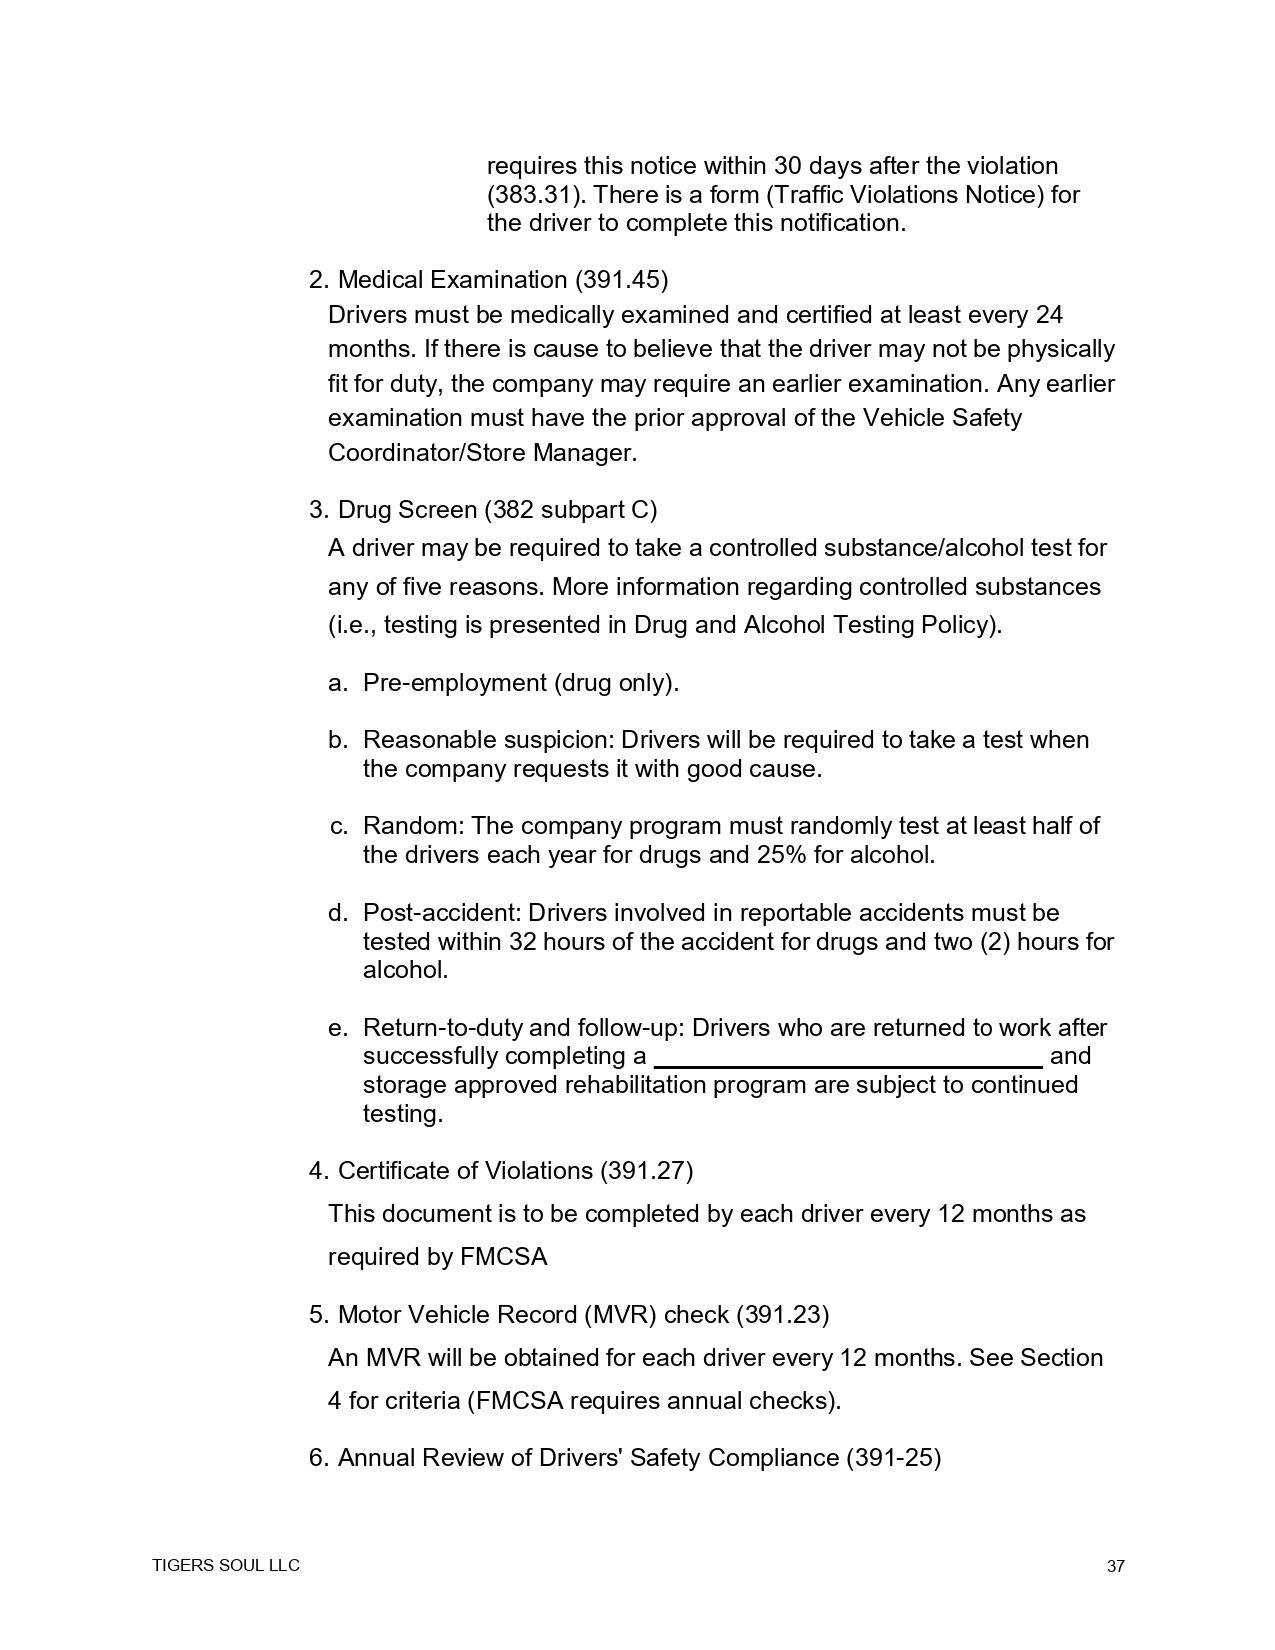 requires this notice within 30 days after the violation
(383.31). There is a form (Traffic Violations Notice) for
the driver to complete this notification.
2. Medical Examination (391.45)
Drivers must be medically examined and certified at least every 24
months. If there is cause to believe that the driver may not be physically
fit for duty, the company may require an earlier examination. Any earlier
examination must have the prior approval of the Vehicle Safety
Coordinator/Store Manager.
3. Drug Screen (382 subpart C)
A driver may be required to take a controlled substance/alcohol test for
any of five reasons. More information regarding controlled substances
(i.e., testing is presented in Drug and Alcohol Testing Policy).
a. Pre-employment (drug only).
b. Reasonable suspicion: Drivers will be required to take a test when
the company requests it with good cause.
c. Random: The company program must randomly test at least half of
the drivers each year for drugs and 25% for alcohol.
d. Post-accident: Drivers involved in reportable accidents must be
tested within 32 hours of the accident for drugs and two (2) hours for
alcohol.
e. Return-to-duty and follow-up: Drivers who are returned to work after
successfully completing a ____________________________ and
storage approved rehabilitation program are subject to continued
testing.
4. Certificate of Violations (391.27)
This document is to be completed by each driver every 12 months as
required by FMCSA
5. Motor Vehicle Record (MVR) check (391.23)
An MVR will be obtained for each driver every 12 months. See Section
4 for criteria (FMCSA requires annual checks).
6. Annual Review of Drivers' Safety Compliance (391-25)
TIGERS SOUL LLC 37